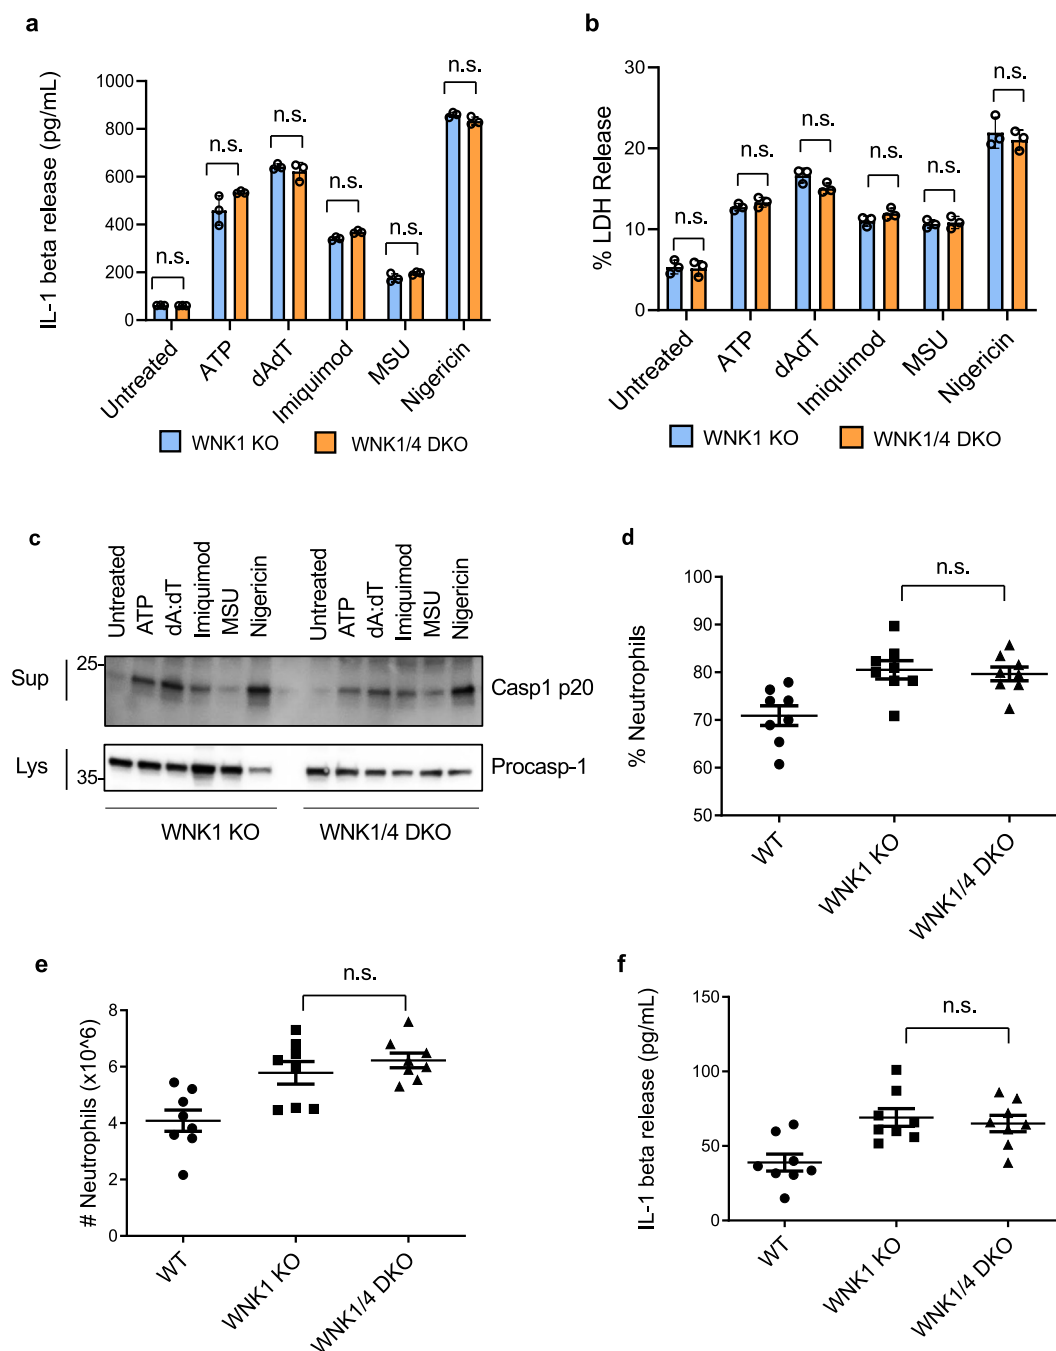 a
IL-1 beta release (pg/mL)
1000
800
600
400
200
0
n.s.
n.s.
n.s.
n.s.
n.s.
n.s.
Untreated
ATP
dAdT
Imiquimod
MSU
Nigericin
WNK1 KO
WNK1/4 DKO
b
% LDH Release
30
20
10
0
n.s.
n.s.
n.s.
n.s.
n.s.
n.s.
Untreated
ATP
dAdT
Imiquimod
MSU
Nigericin
WNK1 KO
WNK1/4 DKO
c
Untreated
ATP
dA:dT
Imiquimod
MSU
Nigericin
Untreated
ATP
dA:dT
Imiquimod
MSU
Nigericin
Sup
25
Casp1 p20
Lys
35
Procasp-1
WNK1 KO
WNK1/4 DKO
d
% Neutrophils
100
90
80
70
60
50
n.s.
WT
WNK1 KO
WNK1/4 DKO
e
# Neutrophils (x10^6)
8
6
4
2
0
n.s.
WT
WNK1 KO
WNK1/4 DKO
f
IL-1 beta release (pg/mL)
150
100
50
0
n.s.
WT
WNK1 KO
WNK1/4 DKO